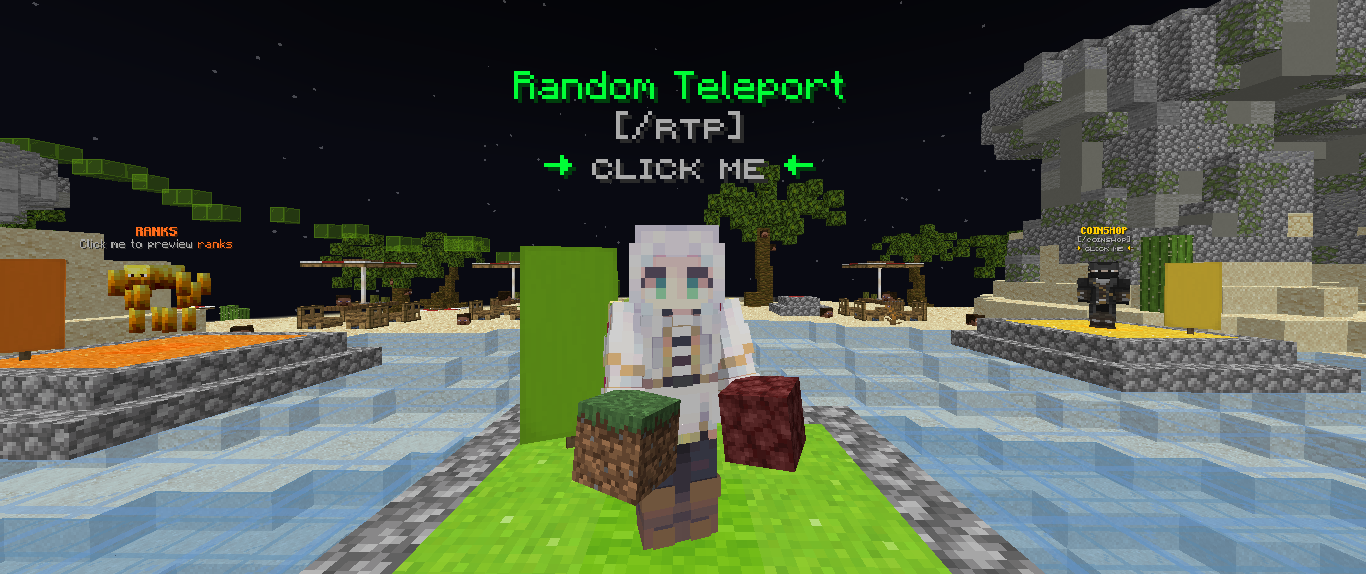 Random Teleport
[/RTP]
→ CLICK ME ←
RANKS
Click me to preview ranks
COINSHOP
[/COINSHOP]
CLICK ME